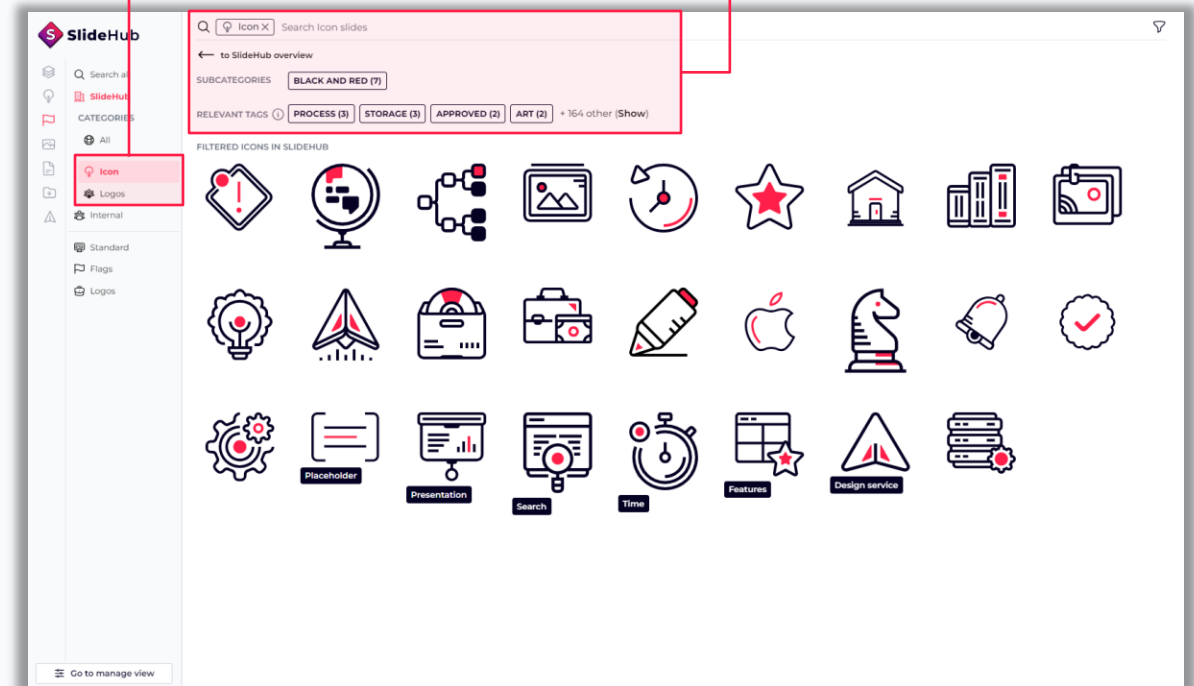 SlideHub
Icon X Search Icon slides
← to SlideHub overview
SUBCATEGORIES BLACK AND RED (7)
RELEVANT TAGS PROCESS (3) STORAGE (3) APPROVED (2) ART (2) + 164 other (Show)
Search al
SlideHub
CATEGORIES
All
Icon
Logos
Internal
Standard
Flags
Logos
FILTERED ICONS IN SLIDEHUB
Placeholder
Presentation
Search
Time
Features
Design service
Go to manage view